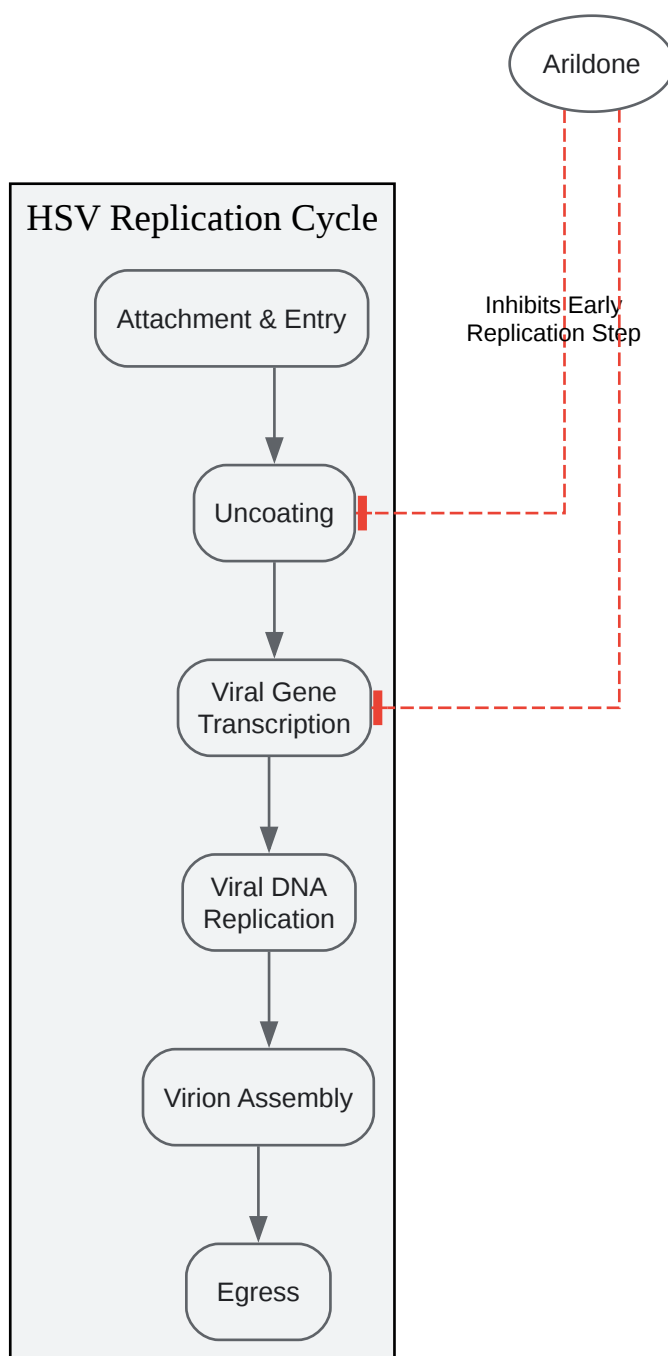 Arildone
HSV Replication Cycle
Attachment & Entry
Inhibits Early
Replication Step
Uncoating
Viral Gene
Transcription
Viral DNA
Replication
Virion Assembly
Egress